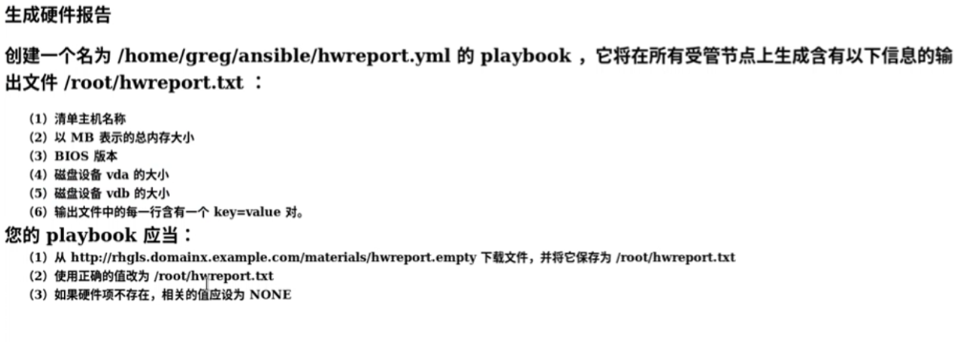 生成硬件报告
创建一个名为 /home/greg/ansible/hwreport.yml 的 playbook ，它将在所有受管节点上生成含有以下信息的输
出文件 /root/hwreport.txt ：
（1）清单主机名称
（2）以 MB 表示的总内存大小
（3）BIOS 版本
（4）磁盘设备 vda 的大小
（5）磁盘设备 vdb 的大小
（6）输出文件中的每一行含有一个 key=value 对。
您的 playbook 应当：
（1）从 http://rhgls.domainx.example.com/materials/hwreport.empty 下载文件，并将它保存为 /root/hwreport.txt
（2）使用正确的值改为 /root/hwreport.txt
（3）如果硬件项不存在，相关的值应设为 NONE